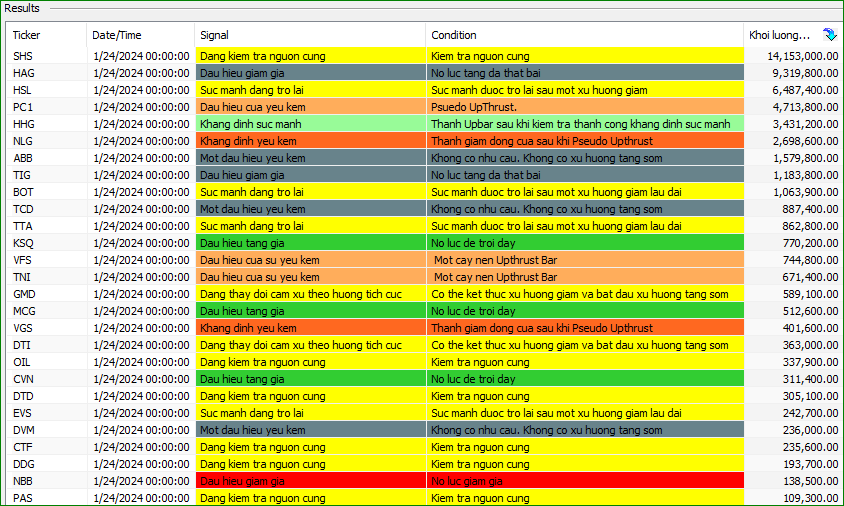 Results
Ticker Date/Time Signal Condition Khoi luong...
SHS 1/24/2024 00:00:00 Dang kiem tra nguon cung Kiem tra nguon cung 14,153,000.00
HAG 1/24/2024 00:00:00 Dau hieu giam gia No luc tang da that bai 9,319,800.00
HSL 1/24/2024 00:00:00 Suc manh dang tro lai Suc manh duoc tro lai sau mot xu huong giam 6,487,400.00
PC1 1/24/2024 00:00:00 Dau hieu cua yeu kem Psuedo UpThrust. 4,713,800.00
HHG 1/24/2024 00:00:00 Khang dinh suc manh Thanh Upbar sau khi kiem tra thanh cong khang dinh suc manh 3,431,200.00
NLG 1/24/2024 00:00:00 Khang dinh yeu kem Thanh giam dong cua sau khi Pseudo Upthrust 2,698,600.00
ABB 1/24/2024 00:00:00 Mot dau hieu yeu kem Khong co nhu cau. Khong co xu huong tang som 1,579,800.00
TIG 1/24/2024 00:00:00 Dau hieu giam gia No luc tang da that bai 1,183,800.00
BOT 1/24/2024 00:00:00 Suc manh dang tro lai Suc manh duoc tro lai sau mot xu huong giam lau dai 1,063,900.00
TCD 1/24/2024 00:00:00 Mot dau hieu yeu kem Khong co nhu cau. Khong co xu huong tang som 887,400.00
TTA 1/24/2024 00:00:00 Suc manh dang tro lai Suc manh duoc tro lai sau mot xu huong giam lau dai 862,800.00
KSQ 1/24/2024 00:00:00 Dau hieu tang gia No luc de troi day 770,200.00
VFS 1/24/2024 00:00:00 Dau hieu cua su yeu kem Mot cay nen Upthrust Bar 744,800.00
TNI 1/24/2024 00:00:00 Dau hieu cua su yeu kem Mot cay nen Upthrust Bar 671,400.00
GMD 1/24/2024 00:00:00 Dang thay doi cam xu theo huong tich cuc Co the ket thuc xu huong giam va bat dau xu huong tang som 589,100.00
MCG 1/24/2024 00:00:00 Dau hieu tang gia No luc de troi day 512,600.00
VGS 1/24/2024 00:00:00 Khang dinh yeu kem Thanh giam dong cua sau khi Pseudo Upthrust 401,600.00
DTI 1/24/2024 00:00:00 Dang thay doi cam xu theo huong tich cuc Co the ket thuc xu huong giam va bat dau xu huong tang som 363,000.00
OIL 1/24/2024 00:00:00 Dang kiem tra nguon cung Kiem tra nguon cung 337,900.00
CVN 1/24/2024 00:00:00 Dau hieu tang gia No luc de troi day 311,400.00
DTD 1/24/2024 00:00:00 Dang kiem tra nguon cung Kiem tra nguon cung 305,100.00
EVS 1/24/2024 00:00:00 Suc manh dang tro lai Suc manh duoc tro lai sau mot xu huong giam lau dai 242,700.00
DVM 1/24/2024 00:00:00 Mot dau hieu yeu kem Khong co nhu cau. Khong co xu huong tang som 236,000.00
CTF 1/24/2024 00:00:00 Dang kiem tra nguon cung Kiem tra nguon cung 235,600.00
DDG 1/24/2024 00:00:00 Dang kiem tra nguon cung Kiem tra nguon cung 193,700.00
NBB 1/24/2024 00:00:00 Dau hieu giam gia No luc giam gia 138,500.00
PAS 1/24/2024 00:00:00 Dang kiem tra nguon cung Kiem tra nguon cung 109,300.00